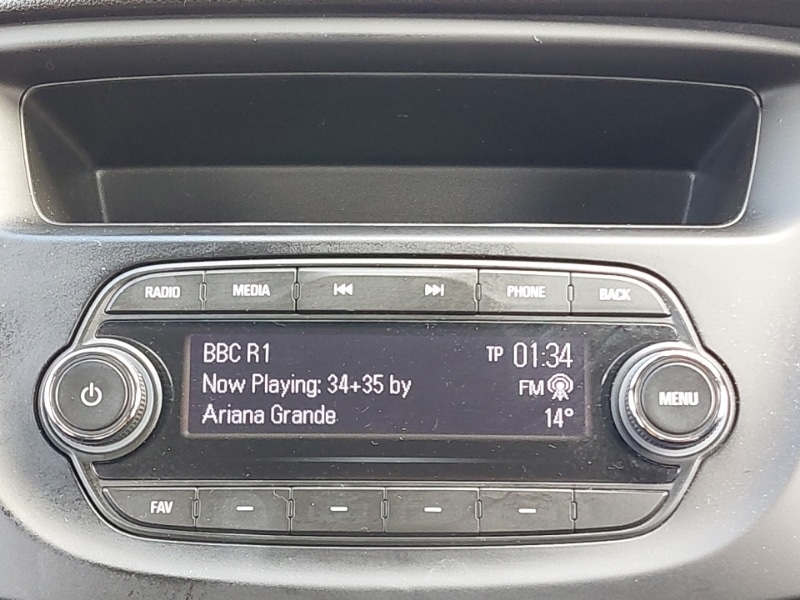 RADIO MEDIA PHONE BACK
BBC R1 TP 01:34
Now Playing: 34+35 by FM
Ariana Grande 14°
MENU
FAV